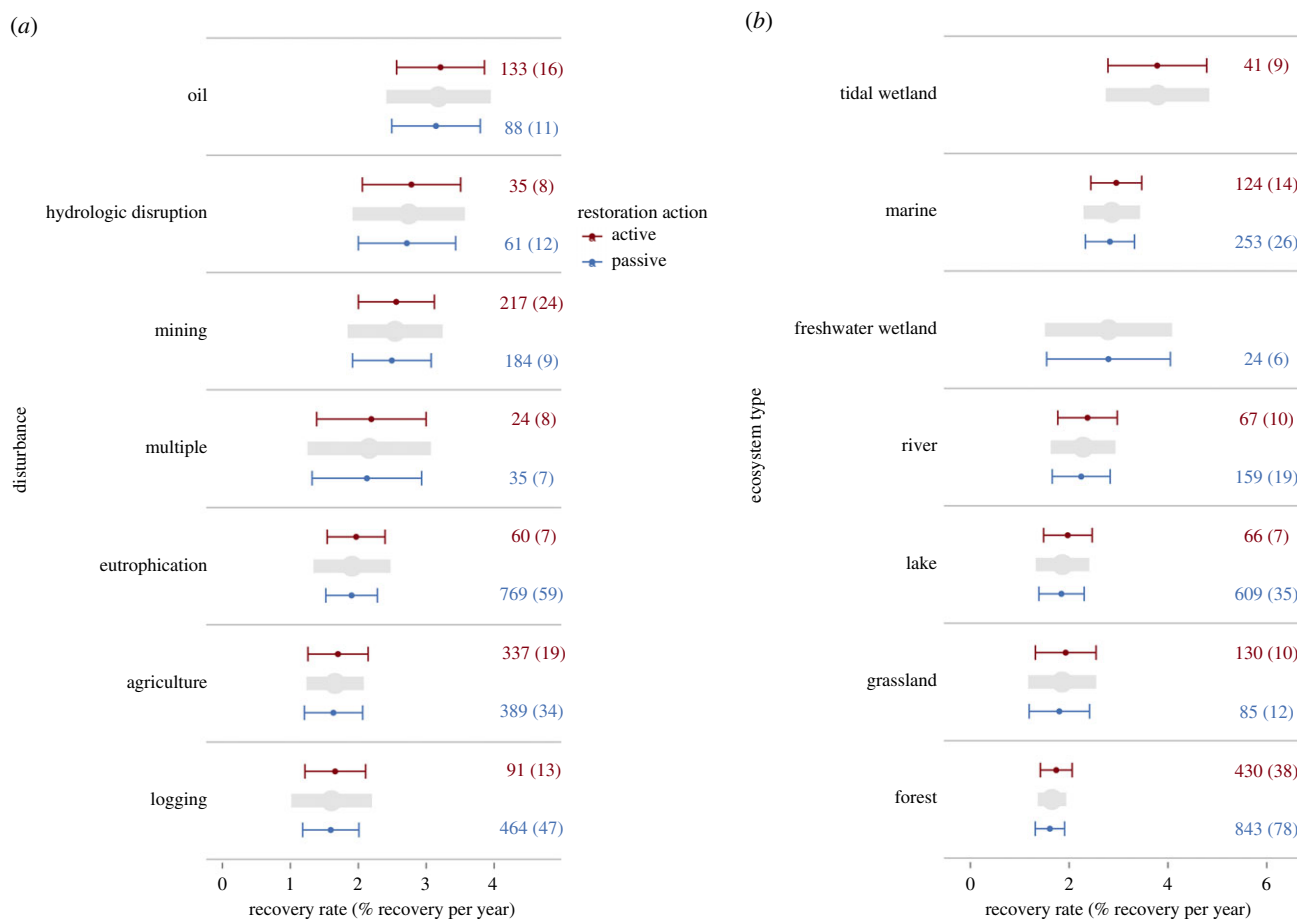 (a)
oil
133 (16)
88 (11)
hydrologic disruption
35 (8)
61 (12)
mining
217 (24)
184 (9)
multiple
24 (8)
35 (7)
eutrophication
60 (7)
769 (59)
agriculture
337 (19)
389 (34)
logging
91 (13)
464 (47)
disturbance
0 1 2 3 4
recovery rate (% recovery per year)
restoration action
active
passive
(b)
tidal wetland
41 (9)
marine
124 (14)
253 (26)
freshwater wetland
24 (6)
river
67 (10)
159 (19)
lake
66 (7)
609 (35)
grassland
130 (10)
85 (12)
forest
430 (38)
843 (78)
ecosystem type
0 2 4 6
recovery rate (% recovery per year)